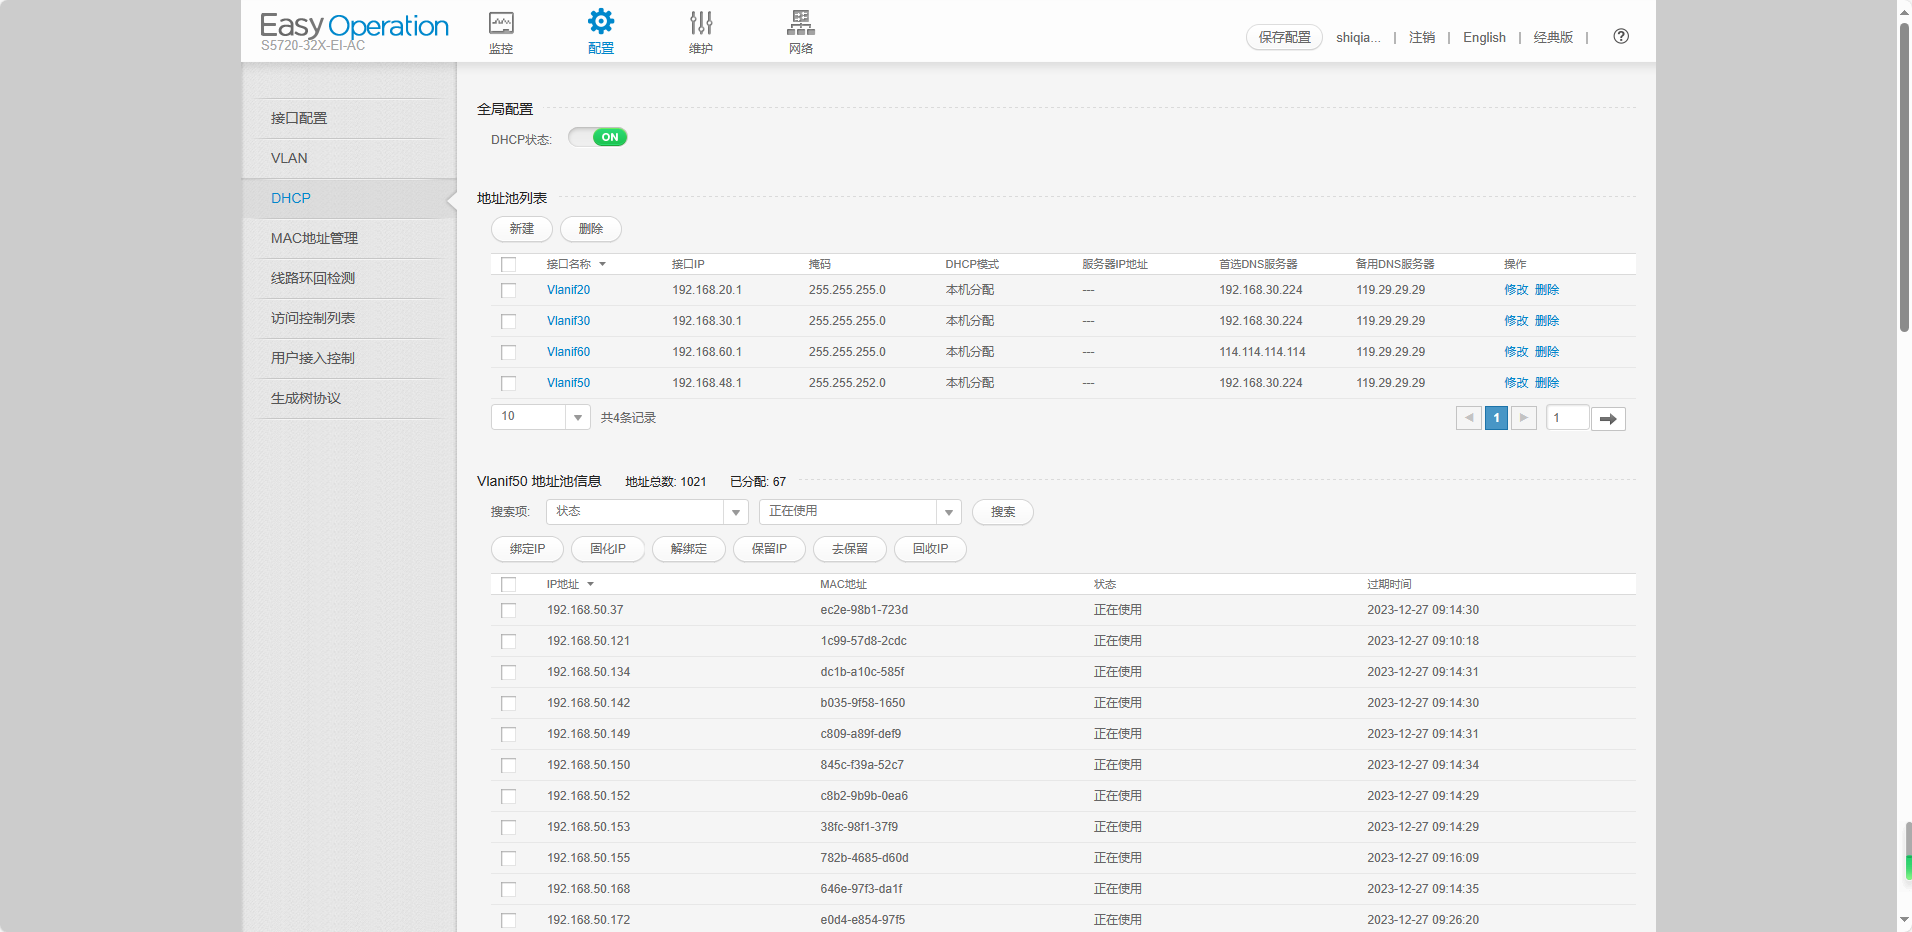 Easy Operation
S5720-32X-EI-AC
监控
配置
维护
网络
保存配置 shiqia... | 注销 | English | 经典版 |
接口配置
VLAN
DHCP
MAC地址管理
线路环回检测
访问控制列表
用户接入控制
生成树协议
全局配置
DHCP状态: ON
地址池列表
新建 删除
接口名称 接口IP 掩码 DHCP模式 服务器IP地址 首选DNS服务器 备用DNS服务器 操作
Vlanif20 192.168.20.1 255.255.255.0 本机分配 --- 192.168.30.224 119.29.29.29 修改 删除
Vlanif30 192.168.30.1 255.255.255.0 本机分配 --- 192.168.30.224 119.29.29.29 修改 删除
Vlanif60 192.168.60.1 255.255.255.0 本机分配 --- 114.114.114.114 119.29.29.29 修改 删除
Vlanif50 192.168.48.1 255.255.252.0 本机分配 --- 192.168.30.224 119.29.29.29 修改 删除
10 共4条记录 1 1
Vlanif50 地址池信息 地址总数: 1021 已分配: 67
搜索项: 状态 正在使用 搜索
绑定IP 固化IP 解绑定 保留IP 去保留 回收IP
IP地址 MAC地址 状态 过期时间
192.168.50.37 ec2e-98b1-723d 正在使用 2023-12-27 09:14:30
192.168.50.121 1c99-57d8-2cdc 正在使用 2023-12-27 09:10:18
192.168.50.134 dc1b-a10c-585f 正在使用 2023-12-27 09:14:31
192.168.50.142 b035-9f58-1650 正在使用 2023-12-27 09:14:30
192.168.50.149 c809-a89f-def9 正在使用 2023-12-27 09:14:31
192.168.50.150 845c-f39a-52c7 正在使用 2023-12-27 09:14:34
192.168.50.152 c8b2-9b9b-0ea6 正在使用 2023-12-27 09:14:29
192.168.50.153 38fc-98f1-37f9 正在使用 2023-12-27 09:14:29
192.168.50.155 782b-4685-d60d 正在使用 2023-12-27 09:16:09
192.168.50.168 646e-97f3-da1f 正在使用 2023-12-27 09:14:35
192.168.50.172 e0d4-e854-97f5 正在使用 2023-12-27 09:26:20